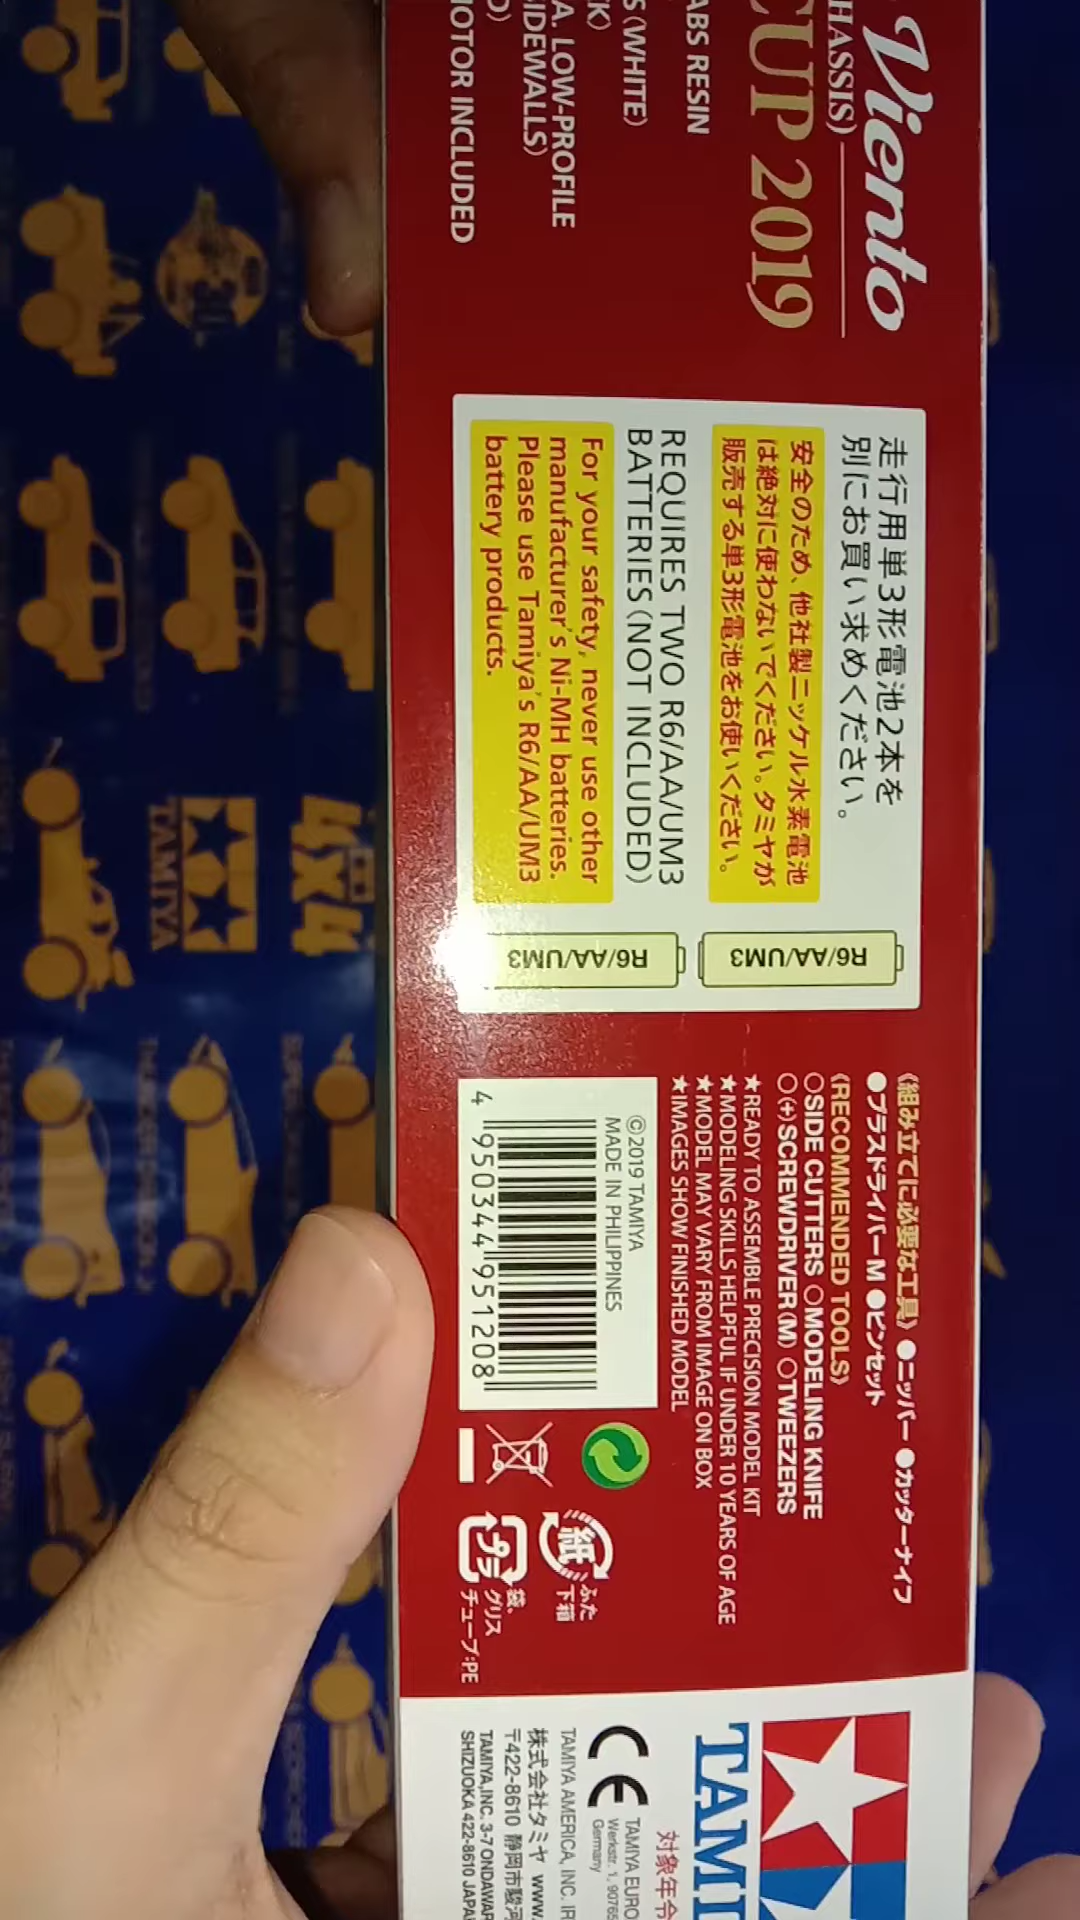 Viento
HASSIS)
CUP 2019
ABS RESIN
S (WHITE)
K)
A. LOW-PROFILE
IDEWALLS)
OTOR INCLUDED
走行用単3形電池2本を
別にお買い求めください。
安全のため、他社製ニッケル水素電池
は絶対に使わないでください。タミヤが
販売する単3形電池をお使いください。
REQUIRES TWO R6/AA/UM3
BATTERIES (NOT INCLUDED)
For your safety, never use other
manufacturer's Ni-MH batteries.
Please use Tamiya's R6/AA/UM3
battery products.
R6/AA/UM3
R6/AA/UM3
《組み立てに必要な工具》 ●ニッパー ●カッターナイフ
●プラスドライバーM ●ピンセット
《RECOMMENDED TOOLS》
○SIDE CUTTERS ○MODELING KNIFE
○(+)SCREWDRIVER(M) ○TWEEZERS
★READY TO ASSEMBLE PRECISION MODEL KIT
★MODELING SKILLS HELPFUL IF UNDER 10 YEARS OF AGE
★MODEL MAY VARY FROM IMAGE ON BOX
★IMAGES SHOW FINISHED MODEL
©2019 TAMIYA
MADE IN PHILIPPINES
4 950344 951208
紙
ふた
下箱
プラ
袋、
グリス
チューブ:PE
TAMI
対象年令
CE
TAMIYA EURO
Werkstr. 1, 90765
Germany
TAMIYA AMERICA, INC. IR
株式会社タミヤ www.
〒422-8610 静岡市駿河
TAMIYA, INC. 3-7 ONDAWAR
SHIZUOKA 422-8610 JAPA
TAMIYA
4X4